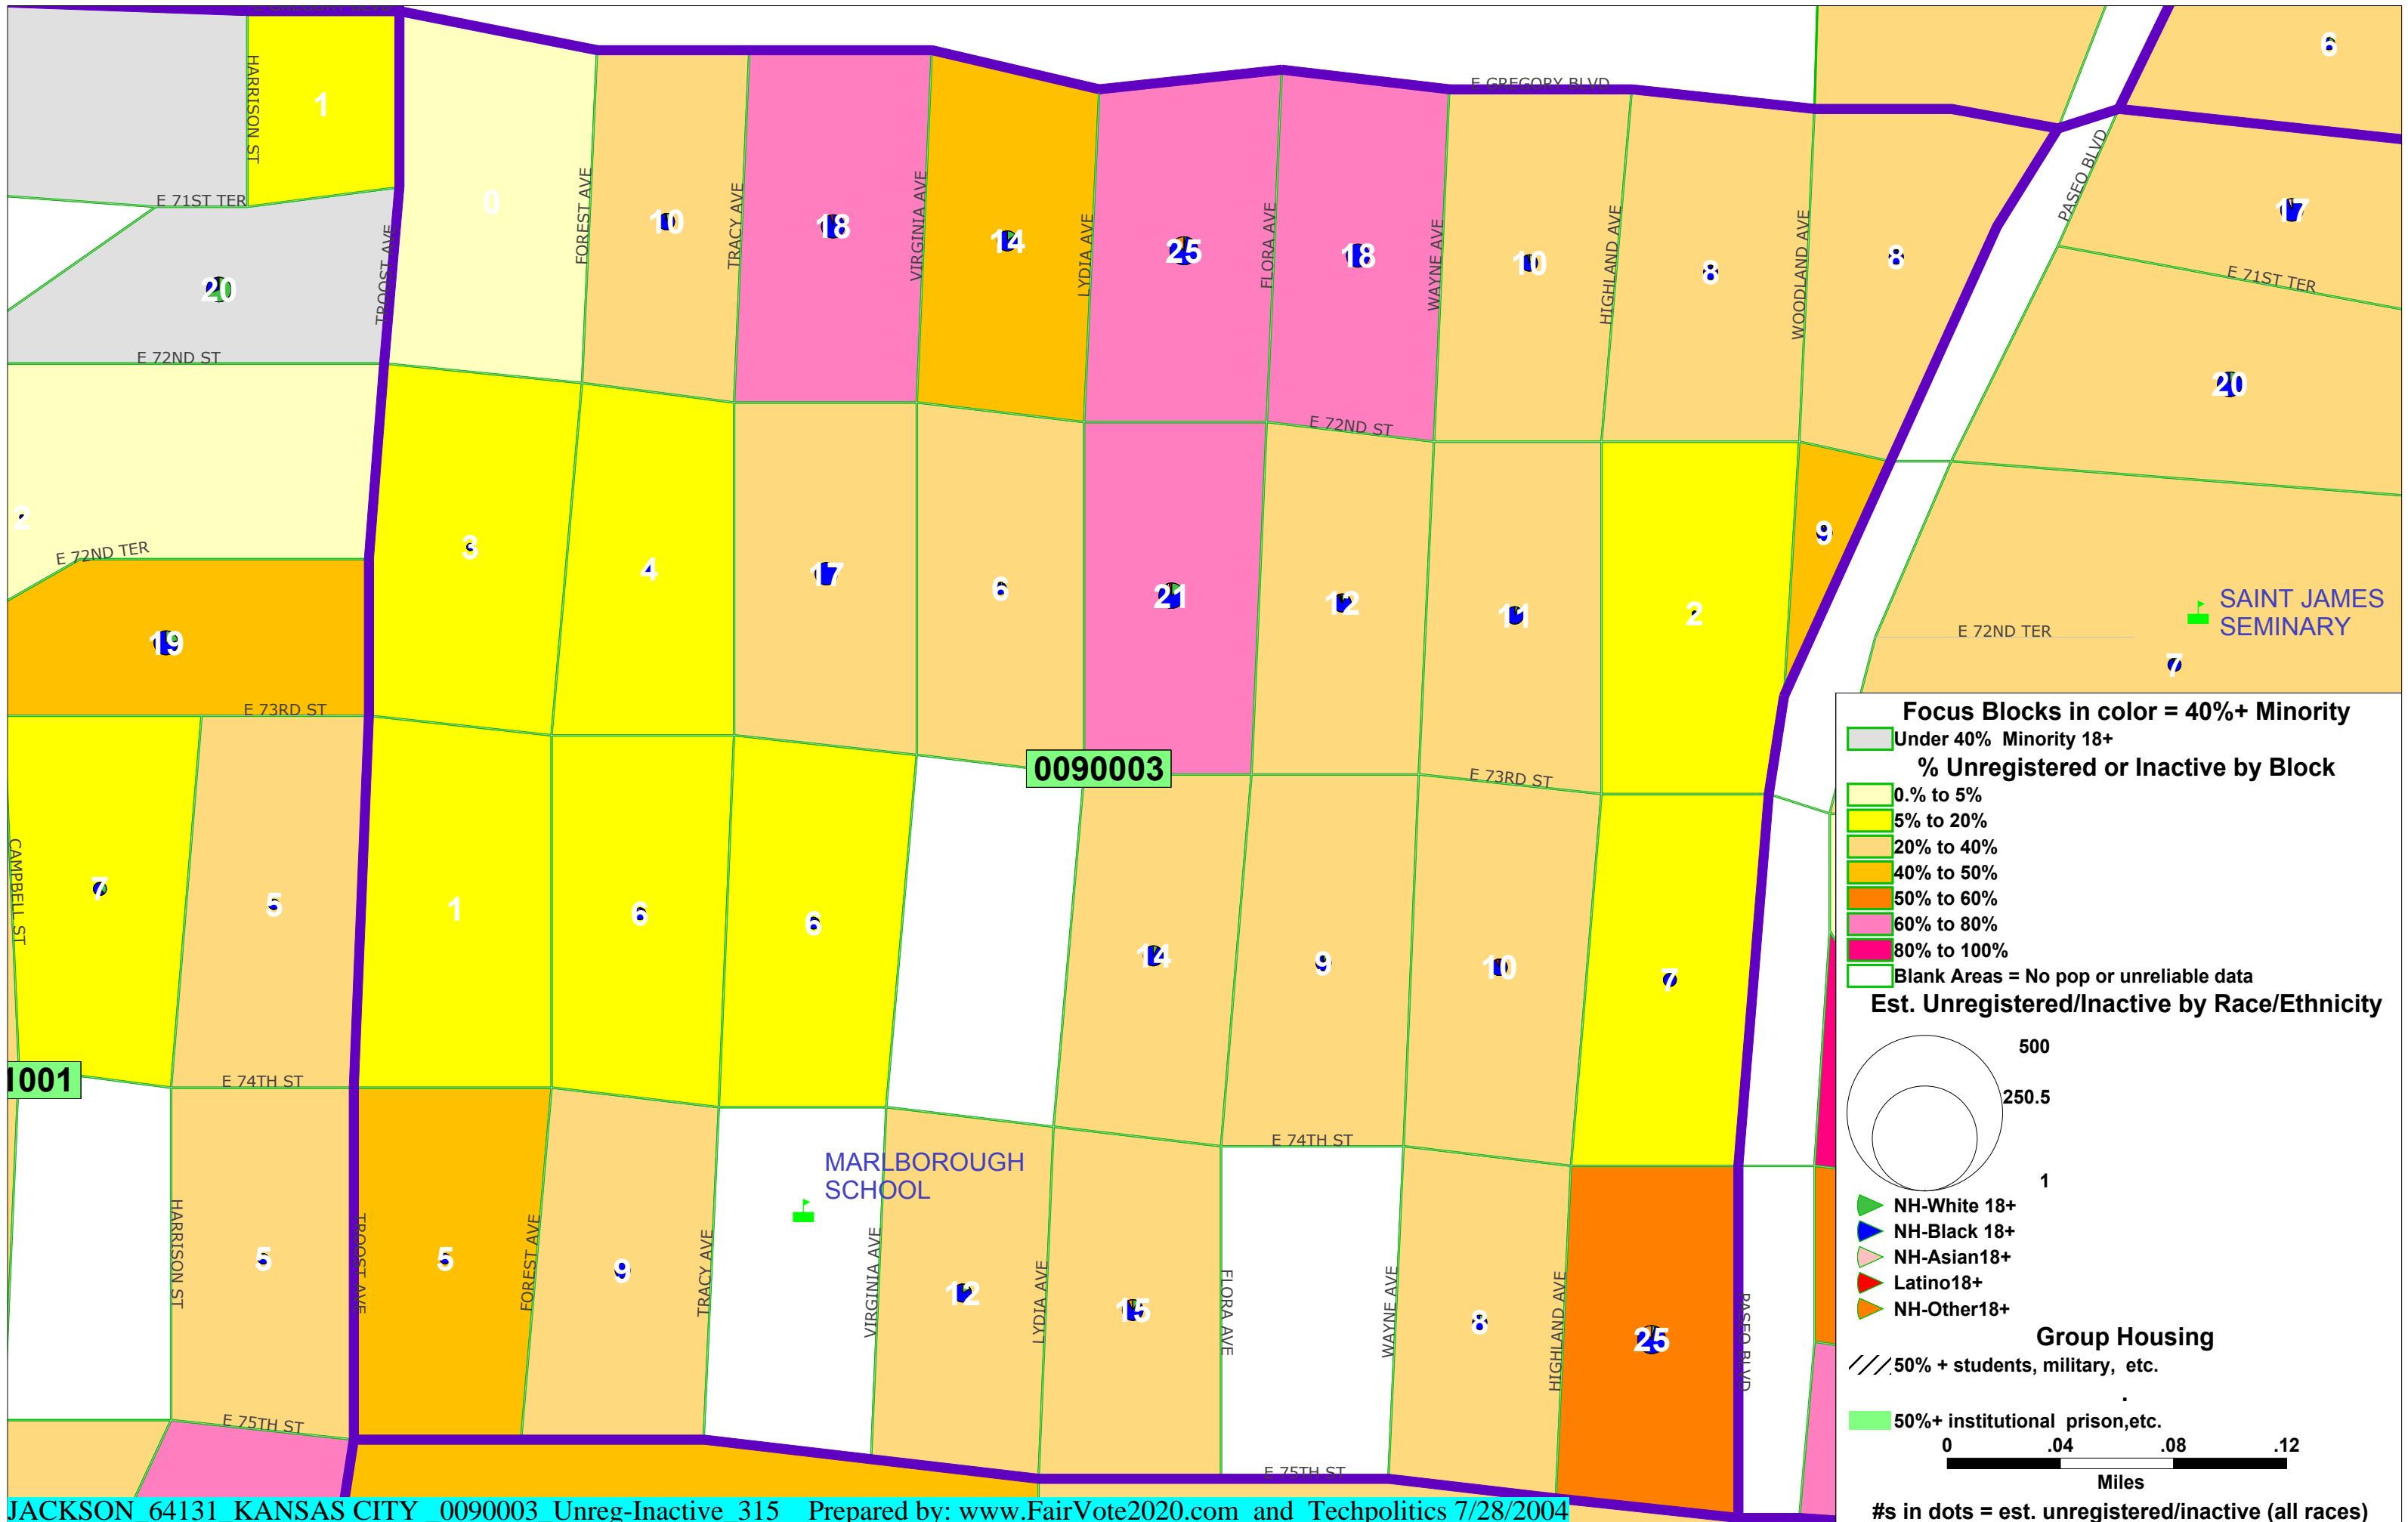 E GREGORY BLVD
6
HARRISON ST
1
E GREGORY BLVD
PASEO BLVD
E 71ST TER
0
FOREST AVE
10
TRACY AVE
18
VIRGINIA AVE
14
LYDIA AVE
25
FLORA AVE
18
WAYNE AVE
10
HIGHLAND AVE
8
WOODLAND AVE
8
17
TROOST AVE
20
E 71ST TER
E 72ND ST
20
E 72ND ST
2
E 72ND TER
3
4
17
6
21
12
11
2
9
SAINT JAMES
SEMINARY
E 72ND TER
7
19
E 73RD ST
0090003
E 73RD ST
CAMPBELL ST
7
5
1
6
6
14
9
10
7
1001
E 74TH ST
E 74TH ST
MARLBOROUGH
SCHOOL
HARRISON ST
5
TROOST AVE
5
FOREST AVE
9
TRACY AVE
VIRGINIA AVE
12
LYDIA AVE
15
FLORA AVE
WAYNE AVE
8
HIGHLAND AVE
25
PASEO BLVD
E 75TH ST
E 75TH ST
Focus Blocks in color = 40%+ Minority
Under 40% Minority 18+
% Unregistered or Inactive by Block
0.% to 5%
5% to 20%
20% to 40%
40% to 50%
50% to 60%
60% to 80%
80% to 100%
Blank Areas = No pop or unreliable data
Est. Unregistered/Inactive by Race/Ethnicity
500
250.5
1
NH-White 18+
NH-Black 18+
NH-Asian18+
Latino18+
NH-Other18+
Group Housing
50% + students, military, etc.
.
50%+ institutional prison,etc.
0 .04 .08 .12
Miles
#s in dots = est. unregistered/inactive (all races)
JACKSON 64131 KANSAS CITY 0090003 Unreg-Inactive 315 Prepared by: www.FairVote2020.com and Techpolitics 7/28/2004